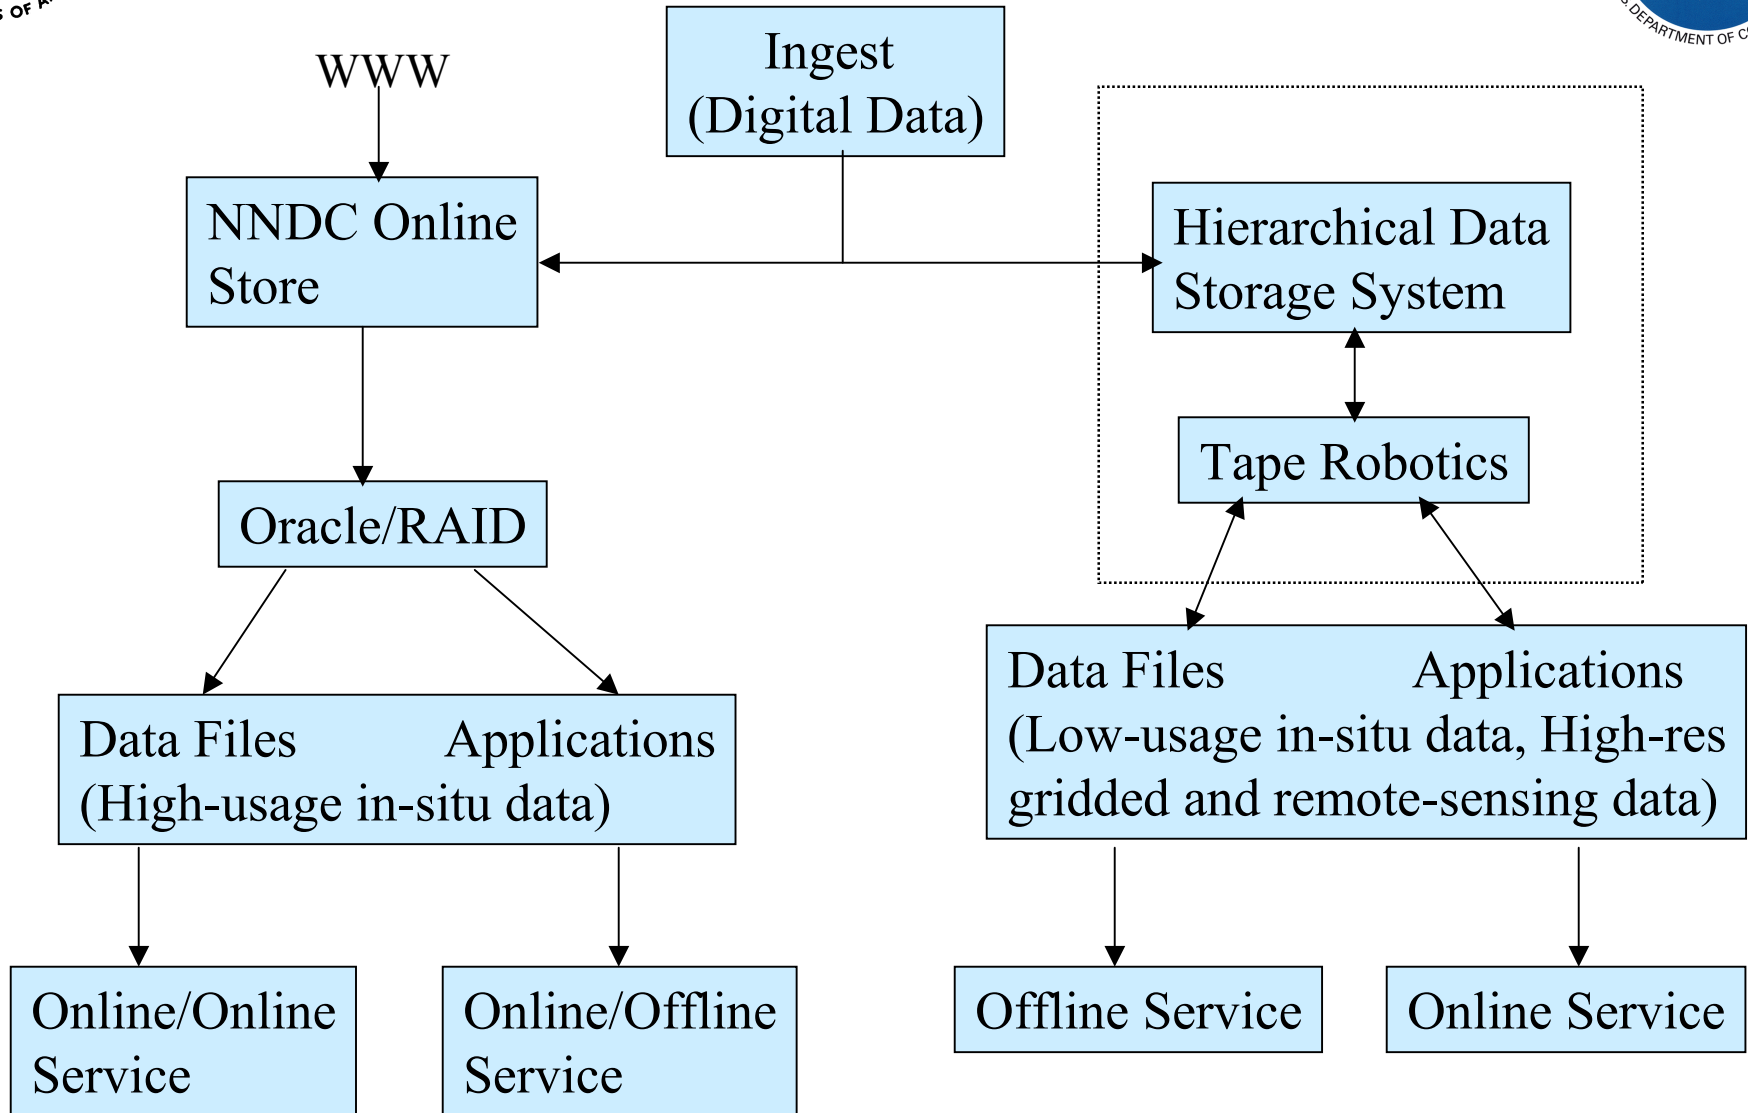 S OF A
DEPARTMENT OF C
WWW
Ingest
(Digital Data)
NNDC Online
Store
Hierarchical Data
Storage System
Tape Robotics
Oracle/RAID
Data Files Applications
(High-usage in-situ data)
Data Files Applications
(Low-usage in-situ data, High-res
gridded and remote-sensing data)
Online/Online
Service
Online/Offline
Service
Offline Service
Online Service